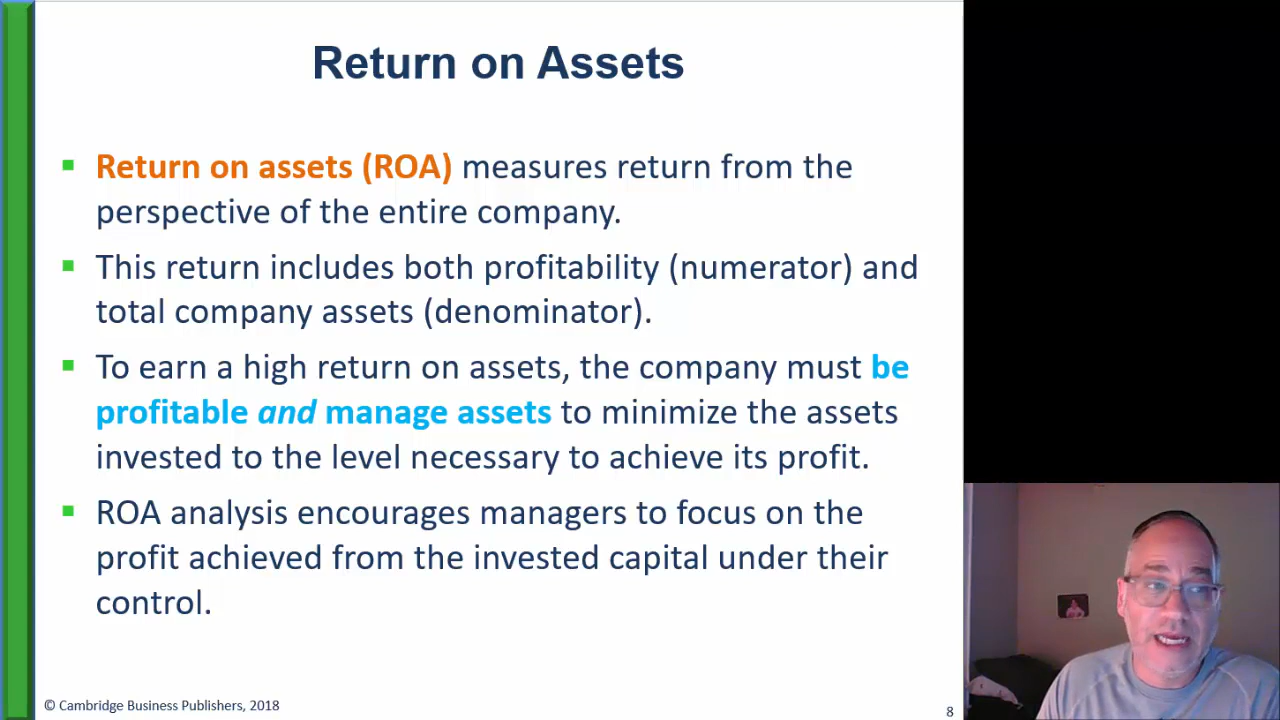 Return on Assets
Return on assets (ROA) measures return from the
perspective of the entire company.
This return includes both profitability (numerator) and
total company assets (denominator).
To earn a high return on assets, the company must be
profitable and manage assets to minimize the assets
invested to the level necessary to achieve its profit.
ROA analysis encourages managers to focus on the
profit achieved from the invested capital under their
control.
© Cambridge Business Publishers, 2018
8